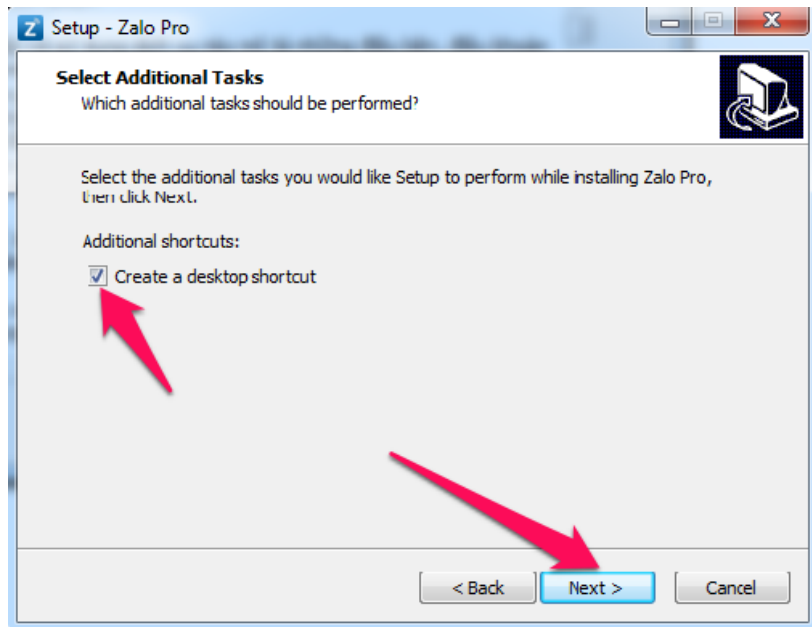 Setup - Zalo Pro
Select Additional Tasks
Which additional tasks should be performed?
Select the additional tasks you would like Setup to perform while installing Zalo Pro,
then click Next.
Additional shortcuts:
Create a desktop shortcut
< Back
Next >
Cancel